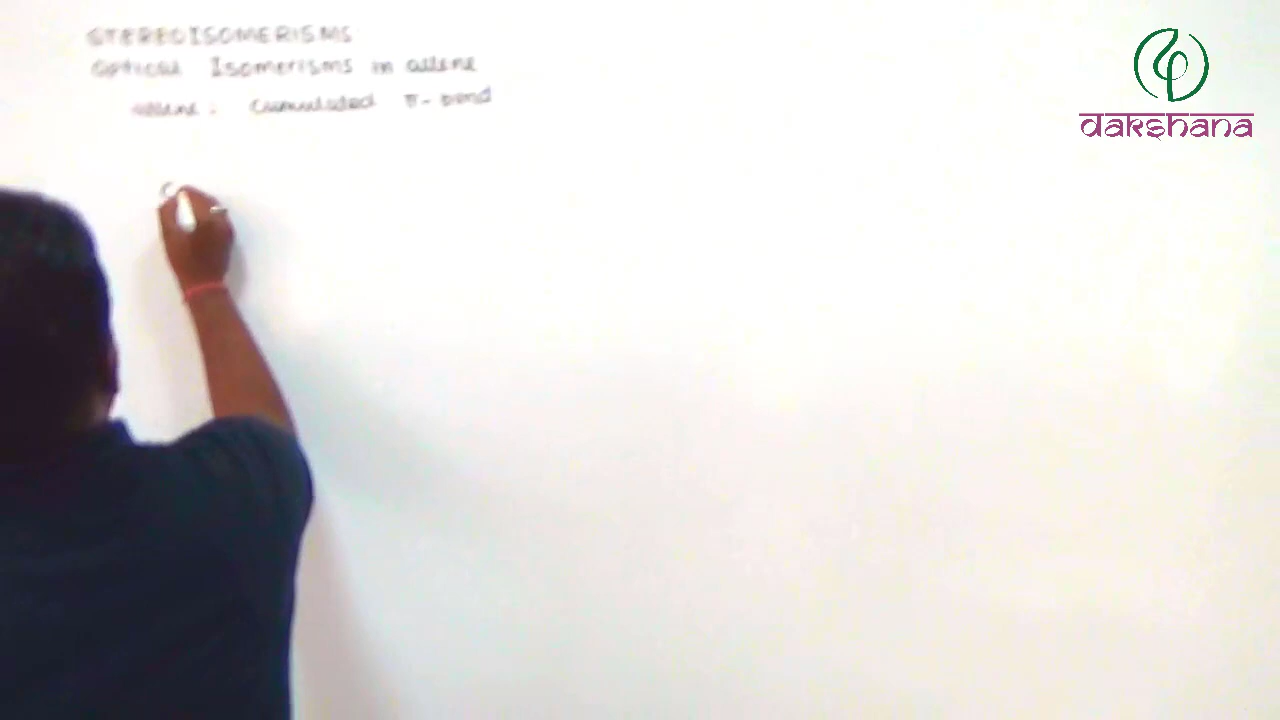 STEREOISOMERISMS
optical Isomerisms in allene
Allene: Cumulated π-bond
C
dakshana